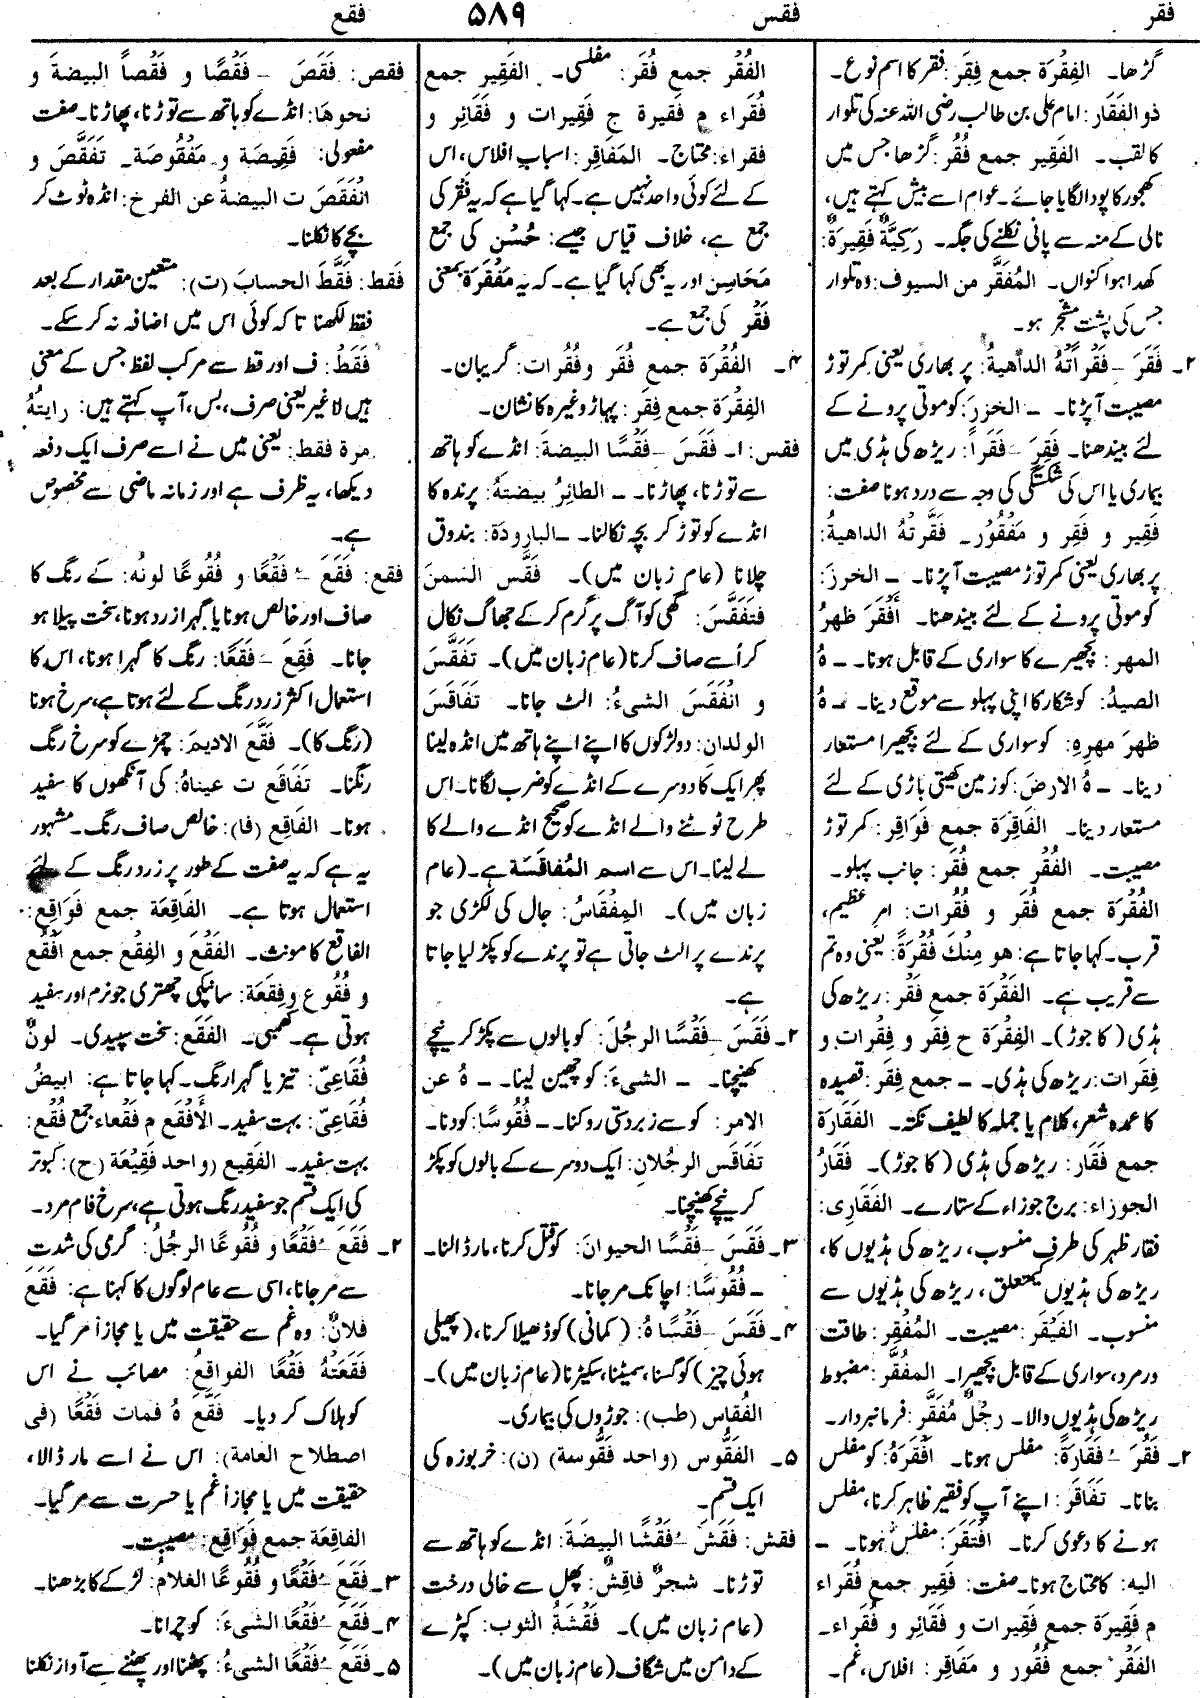 فقر
فقس
۵۸۹
فقع
گڑھا۔ الفِقْرَة جمع فِقَر: فقر کا اسم نوع۔
ذو الفَقَار: امام علی بن طالب رضی اللہ عنہ کی تلوار
کا لقب۔ الفَقِير جمع فُقُر: گڑھا جس میں
کھجور کا پودا لگایا جائے۔ عوام اسے بیش کہتے ہیں،
نالی کے منہ سے پانی نکلنے کی جگہ۔ رَكِيَّةٌ فَقِيرَةٌ:
کھدا ہوا کنواں۔ المُفَقَّر من السيوف: وہ تلوار
جس کی پشت مشجر ہو۔
۲۔ فَقَرَ – فَقْرًا تْهُ الداهيةُ: پر بھاری یعنی کمر توڑ
مصیبت آ پڑنا۔ – الخرزَ: کو موتی پرونے کے
لئے بیندھنا۔ فَقِرَ – فَقَرًا: ریڑھ کی ہڈی میں
بیماری یا اس کی شکستگی کی وجہ سے درد ہونا صفت:
فَقِير و فَقِر و مَفْقُوْر۔ فَقَّرَتْهُ الداهيةُ:
پر بھاری یعنی کمر توڑ مصیبت آ پڑنا۔ – الخرزَ:
کو موتی پرونے کے لئے بیندھنا۔ أَفْقَرَ ظهرُ
المهر: بچھیرے کا سواری کے قابل ہونا۔ – هُ
الصيدُ: کو شکار کا اپنی پہلو سے موقع دینا۔ – هُ
ظهرَ مهرِهِ: کو سواری کے لئے بچھیرا مستعار
دینا۔ – هُ الارضَ: کو زمین کھیتی باڑی کے لئے
مستعار دینا۔ الفَاقِرَة جمع فَوَاقِر: کمر توڑ
مصیبت۔ الفُقْر جمع فُقَر: جانب پہلو۔
الفُقْرَة جمع فُقَر و فُقُرات: امر عظیم،
قرب۔ کہا جاتا ہے: هو مِنْكَ فُقْرَةً: یعنی وہ تم
سے قریب ہے۔ الفَقْرَة جمع فَقْر: ریڑھ کی
ہڈی (کا جوڑ)۔ الفِقْرَة ج فِقَر و فِقْرات و
فِقَرات: ریڑھ کی ہڈی۔ – جمع فِقَر: قصیدہ
کا عمدہ شعر، کلام یا جملہ کا لطیف نکتہ۔ الفَقَارَة
جمع فَقَار: ریڑھ کی ہڈی (کا جوڑ)۔ فَقَارُ
الجوزاء: برج جوزاء کے ستارے۔ الفَقَارِی:
فقار ظہر کی طرف منسوب، ریڑھ کی ہڈیوں کا،
ریڑھ کی ہڈیوں کے متعلق، ریڑھ کی ہڈیوں سے
منسوب۔ الفَيْقَر: مصیبت۔ المُفْقِر: طاقت
ور مرد، سواری کے قابل بچھیرا۔ المفُقَّر: مضبوط
ریڑھ کی ہڈیوں والا۔ رجُلٌ مُفَقَّر: فرمانبردار۔
۲۔ فَقُرَ – فَقَارَةً: مفلس ہونا۔ افْقَرَهُ: کو مفلس
بنانا۔ تَفَاقَرَ: اپنے آپ کو فقیر ظاہر کرنا، مفلس
ہونے کا دعوی کرنا۔ افْتَقَرَ: مفلس ہونا۔ –
الیه: کا محتاج ہونا۔ صفت: فَقِير جمع فُقَراء
م فَقِيرَة جمع فَقِيرات و فَقَائِر و فُقَراء۔
الفَقْر جمع فُقُور و مَفَاقِر: افلاس، غم۔
الفُقْر جمع فُقَر: مفلسی۔ الفَقِير جمع
فُقَراء م فقيرة ج فَقِيرات و فَقَائِر و
فقراء: محتاج۔ المَفَاقِر: اسباب افلاس، اس
کے لئے کوئی واحد نہیں ہے۔ کہا گیا ہے کہ یہ فقر کی
جمع ہے، خلاف قیاس جیسے: حُسْن کی جمع
مَحَاسِن اور یہ بھی کہا گیا ہے۔ کہ یہ مَفْقَرَة بمعنی
فَقْر کی جمع ہے۔
۴۔ الفُقْرَة جمع فُقَر وفُقُرات: گریبان۔
الفِقْرَة جمع فِقَر: پہاڑ وغیرہ کا نشان۔
فقس: ا۔ فَقَسَ – فَقْسًا البيضةَ: انڈے کو ہاتھ
سے توڑنا، پھاڑنا۔ – الطائِرُ بيضتهُ: پرندہ کا
انڈے کو توڑ کر بچہ نکالنا۔ – البارودَة: بندوق
چلانا (عام زبان میں)۔ فَقَّس السمنَ
فتَفَقَّسَ: گھی کو آگ پر گرم کر کے جھاگ نکال
کر اُسے صاف کرنا (عام زبان میں)۔ تَفَقَّسَ
و انْفَقَسَ الشيءُ: الٹ جانا۔ تَفَاقَسَ
الولدان: دو لڑکوں کا اپنے اپنے ہاتھ میں انڈہ لینا
پھر ایک کا دوسرے کے انڈے کو ضرب لگانا۔ اس
طرح ٹوٹنے والے انڈے کو صحیح انڈے والے کا
لے لینا۔ اس سے اسم المُفاقَسَة ہے۔ (عام
زبان میں)۔ المِفْقَاسُ: جال کی لکڑی جو
پرندے پر الٹ جاتی ہے تو پرندے کو پکڑ لیا جاتا
ہے۔
۲۔ فَقَسَ – فَقْسًا الرجُلَ: کو بالوں سے پکڑ کر نیچے
کھینچنا۔ – الشيءَ: کو چھین لینا۔ – هُ عن
الامر: کو سے زبردستی روکنا۔ – فُقُوسًا: کودنا۔
تَفَاقَس الرجُلان: ایک دوسرے کے بالوں کو پکڑ
کر نیچے کھینچنا۔
۳۔ فَقَسَ – فَقْسًا الحيوانَ: کو قتل کرنا، مار ڈالنا۔
– فُقُوسًا: اچانک مر جانا۔
۴۔ فَقَسَ – فَقْسًا هُ: (کمانی) کو ڈھیلا کرنا، (پھیلی
ہوئی چیز) کو کسنا، سمیٹنا، سکیڑنا (عام زبان میں)۔
الفُقَاس (طب): جوڑوں کی بیماری۔
۵۔ الفَقُّوس (واحد فَقُّوسة) (ن): خربوزہ کی
ایک قسم۔
فقش: فَقَشَ – فَقْشًا البيضَةَ: انڈے کو ہاتھ سے
توڑنا۔ شجرٌ فاقِشٌ: پھل سے خالی درخت
(عام زبان میں)۔ فَقْشَةُ الثوب: کپڑے
کے دامن میں شگاف (عام زبان میں)۔
فقص: فَقَصَ – فَقْصًا و فَقْصاً البيضةَ و
نحوهَا: انڈے کو ہاتھ سے توڑنا، پھاڑنا۔ صفت
مفعولی: فَقِيصَة و مَفْقُوصَة۔ تَفَقَّصَ و
انْفَقَصَ ت البيضةُ عن الفرخ: انڈہ ٹوٹ کر
بچے کا نکلنا۔
فَقط: فَقَّطَ الحسابَ (ت): متعین مقدار کے بعد
فقط لکھنا تاکہ کوئی اس میں اضافہ نہ کر سکے۔
فَقَطْ: ف اور قط سے مرکب لفظ جس کے معنی
ہیں لا غیر یعنی صرف، بس، آپ کہتے ہیں: رايتهُ
مرة فقط: یعنی میں نے اسے صرف ایک دفعہ
دیکھا، یہ ظرف ہے اور زمانہ ماضی سے مخصوص
ہے۔
فقع: فَقَعَ – فَقْعًا و فُقُوعًا لونهُ: کے رنگ کا
صاف اور خالص ہونا یا گہرا زرد ہونا، سخت پیلا ہو
جانا۔ فَقِعَ – فَقَعًا: رنگ کا گہرا ہونا، اس کا
استعمال اکثر زرد رنگ کے لئے ہوتا ہے، سرخ ہونا
(رنگ کا)۔ فَقَّعَ الاديمَ: چمڑے کو سرخ رنگ
رنگنا۔ تَفَاقَع ت عيناهُ: کی آنکھوں کا سفید
ہونا۔ الفَاقِع (فا): خالص صاف رنگ۔ مشہور
یہ ہے کہ یہ صفت کے طور پر زرد رنگ کے لئے
استعمال ہوتا ہے۔ الفَاقِعَة جمع فَوَاقِع:
الفاقع کا مونث۔ الفَقْعَ و الفِقْع جمع افْقُع
و فُقُوع وفِقَعَة: سانپکی چھتری جو نرم اور سفید
ہوتی ہے۔ کھمبی۔ الفَقَع: سخت سپیدی۔ لونٌ
فُقَاعِىّ: تیز یا گہرا رنگ۔ کہا جاتا ہے: ابيضُ
فُقَاعِىّ: بہت سفید۔ الأَفْقَع م فَقْعاء جمع فُقْع:
بہت سفید۔ الفَقِيع (واحد فَقِيْعَة) (ح): کبوتر
کی ایک قسم جو سفید رنگ ہوتی ہے، سرخ فام مرد۔
۲۔ فَقَعَ – فَقْعًا و فُقُوعًا الرجُلُ: گرمی کی شدت
سے مر جانا، اسی سے عام لوگوں کا کہنا ہے: فَقَعَ
فلانٌ: وہ غم سے حقیقت میں یا مجازاً مر گیا۔
فَقَعَتْهُ فَقْعًا الفواقعُ: مصائب نے اس
کو ہلاک کر دیا۔ فَقَّعَ هُ فمات فَقْعًا (فی
اصطلاح العامة): اس نے اسے مار ڈالا،
حقیقت میں یا مجازاً غم یا حسرت سے مر گیا۔
الفاقِعَة جمع فَوَاقِع: مصیبت۔
۳۔ فَقَعَ – فَقْعًا و فُقُوعًا الغلامُ: لڑکے کا بڑھنا۔
۴۔ فَقَعَ – فَقْعًا الشيءَ: کو چرانا۔
۵۔ فَقَعَ – فَقْعًا الشيءُ: پھٹنا اور پھٹنے سے آواز نکلنا